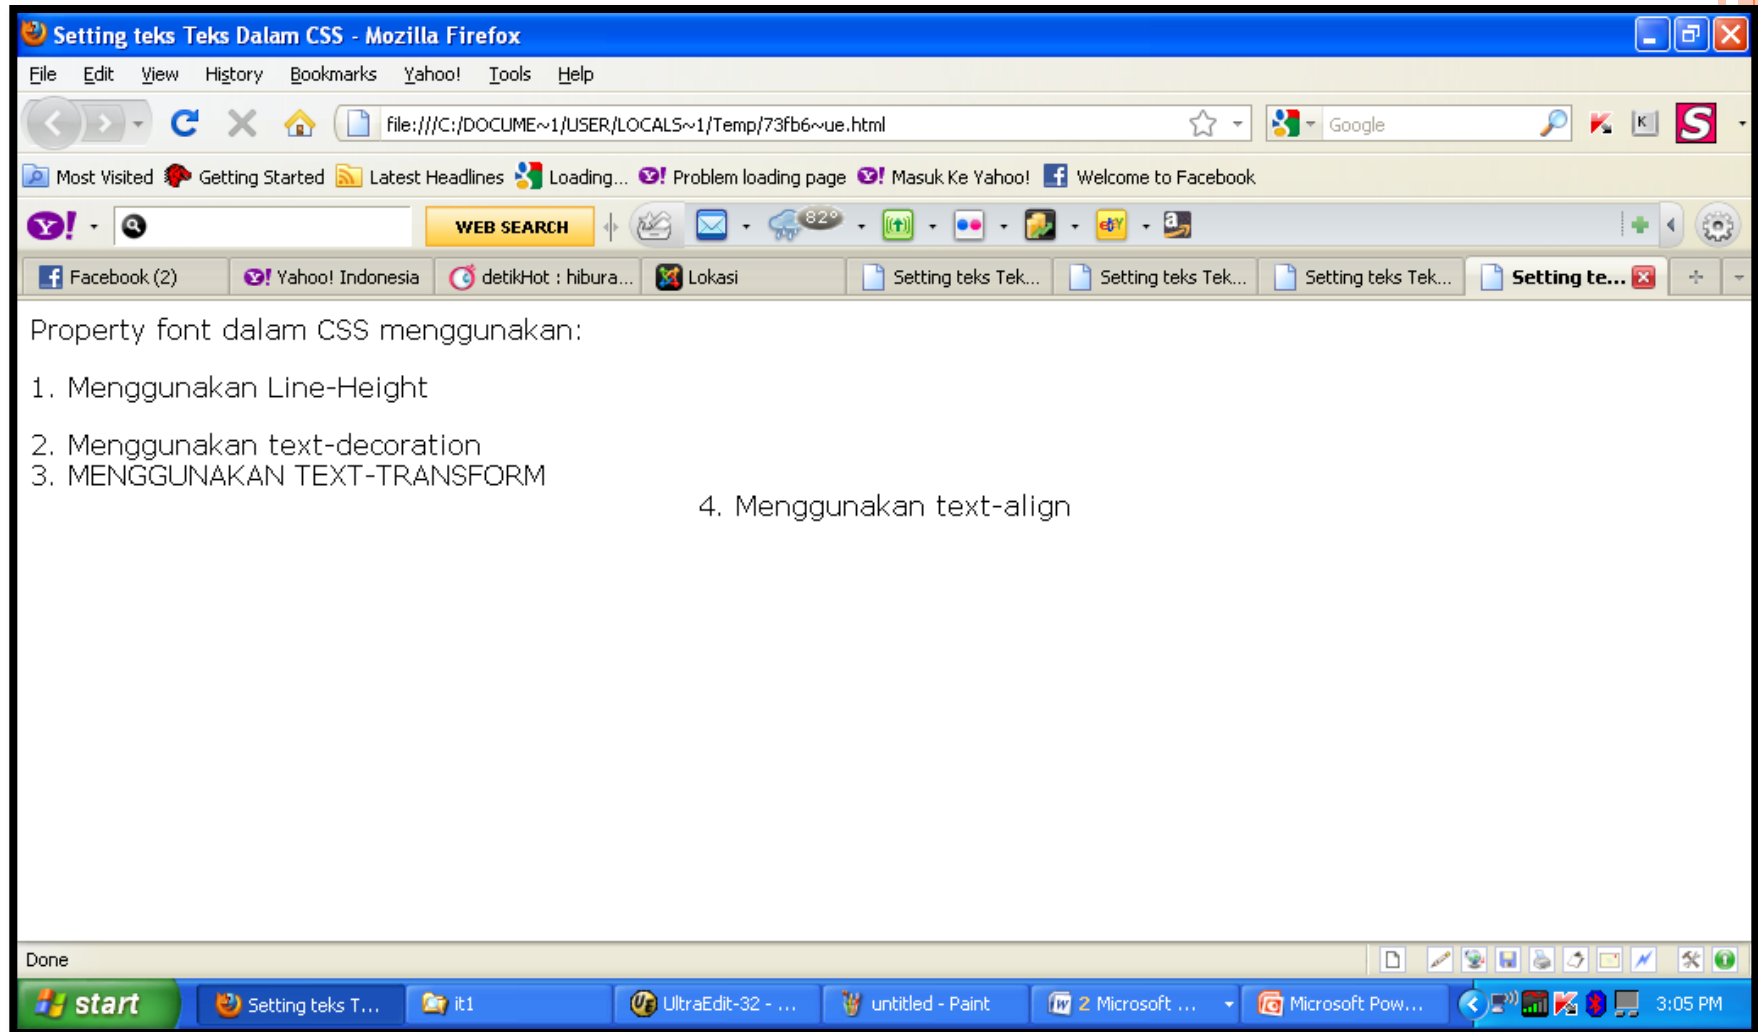 Setting teks Teks Dalam CSS - Mozilla Firefox
File Edit View History Bookmarks Yahoo! Tools Help
file:///C:/DOCUME~1/USER/LOCALS~1/Temp/73fb6~ue.html Google K S
Most Visited Getting Started Latest Headlines Loading... Problem loading page Masuk Ke Yahoo! Welcome to Facebook
Y! WEB SEARCH 82° ebY a
Facebook (2) Yahoo! Indonesia detikHot : hibura... Lokasi Setting teks Tek... Setting teks Tek... Setting teks Tek... Setting te...
Property font dalam CSS menggunakan:
1. Menggunakan Line-Height
2. Menggunakan text-decoration
3. MENGGUNAKAN TEXT-TRANSFORM
4. Menggunakan text-align
Done
start Setting teks T... it1 UltraEdit-32 - ... untitled - Paint 2 Microsoft ... Microsoft Pow... 3:05 PM